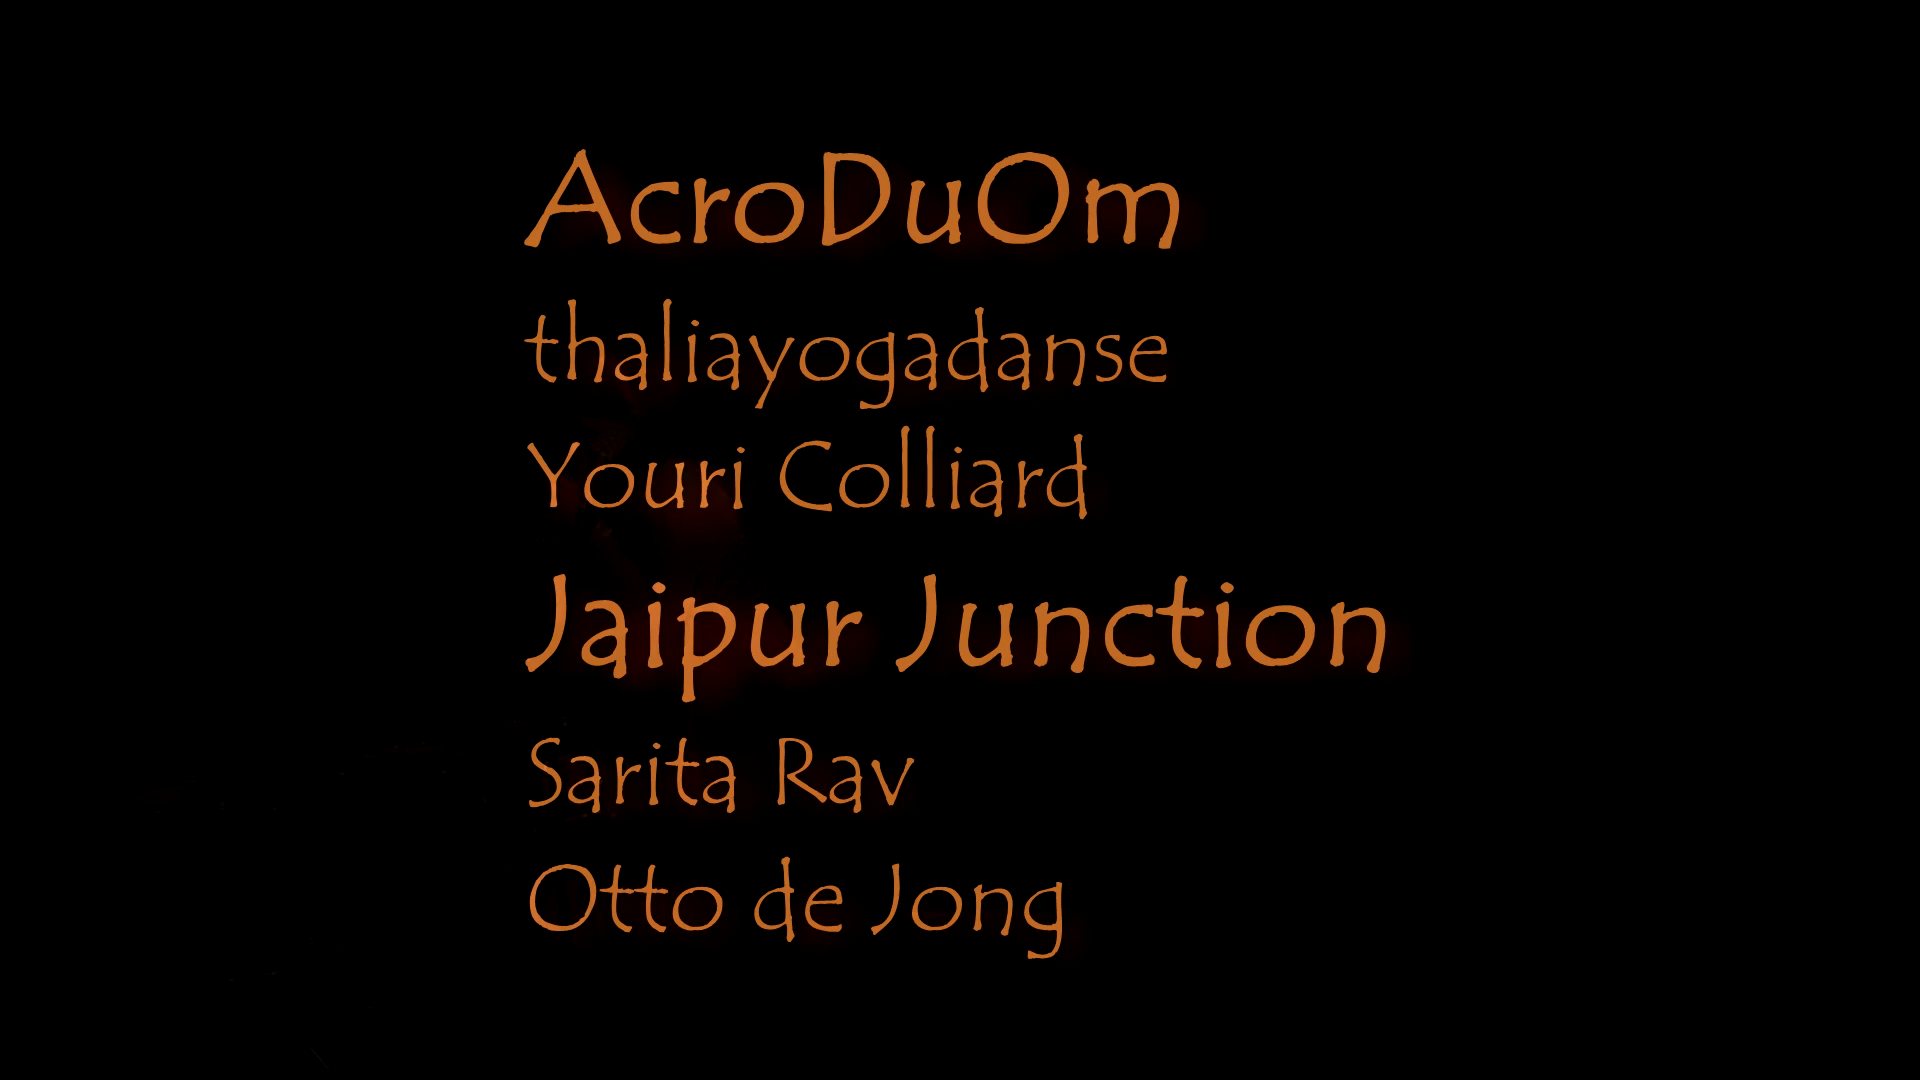 AcroDuOm
thaliayogadanse
Youri Colliard
Jaipur Junction
Sarita Rav
Otto de Jong